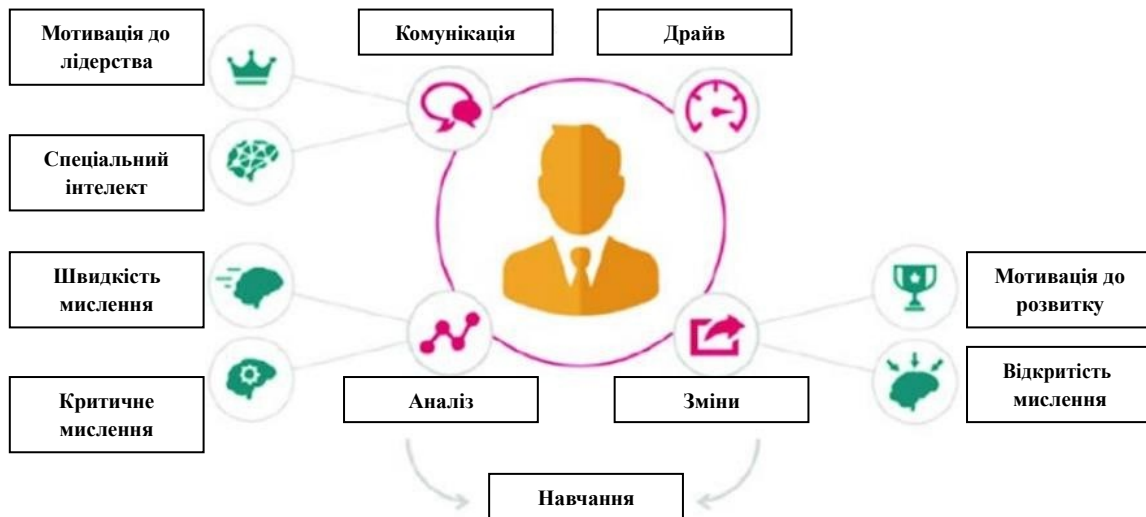 Мотивація до
лідерства
Комунікація
Драйв
Спеціальний
інтелект
Швидкість
мислення
Мотивація до
розвитку
Критичне
мислення
Аналіз
Зміни
Відкритість
мислення
Навчання